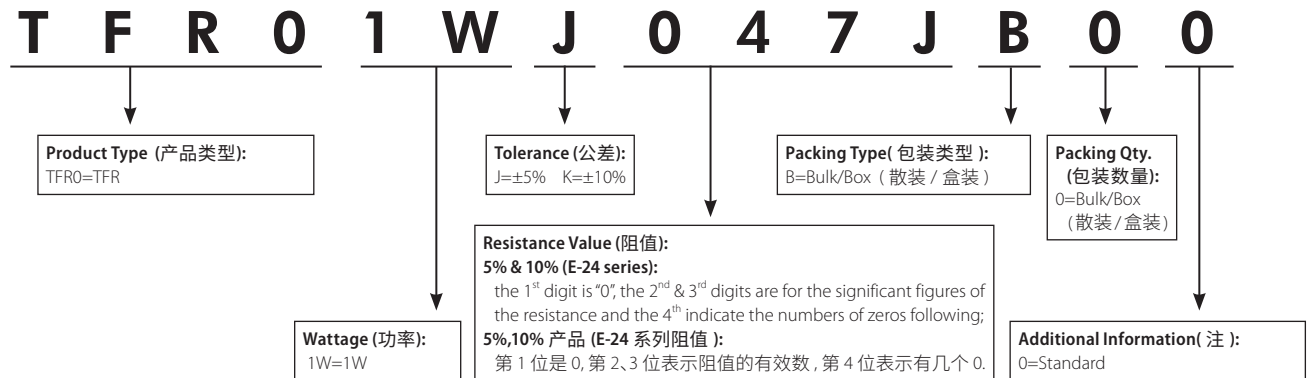 T F R 0 1 W J 0 4 7 J B 0 0
Product Type (产品类型):
TFR0=TFR
Tolerance (公差):
J=±5% K=±10%
Packing Type( 包装类型 ):
B=Bulk/Box ( 散装 / 盒装 )
Packing Qty.
(包装数量):
0=Bulk/Box
(散装/盒装)
Resistance Value (阻值):
5% & 10% (E-24 series):
the 1st digit is “0”, the 2nd & 3rd digits are for the significant figures of
the resistance and the 4th indicate the numbers of zeros following;
5%,10% 产品 (E-24 系列阻值 ):
第 1 位是 0, 第 2、3 位表示阻值的有效数 , 第 4 位表示有几个 0.
Wattage (功率):
1W=1W
Additional Information( 注 ):
0=Standard